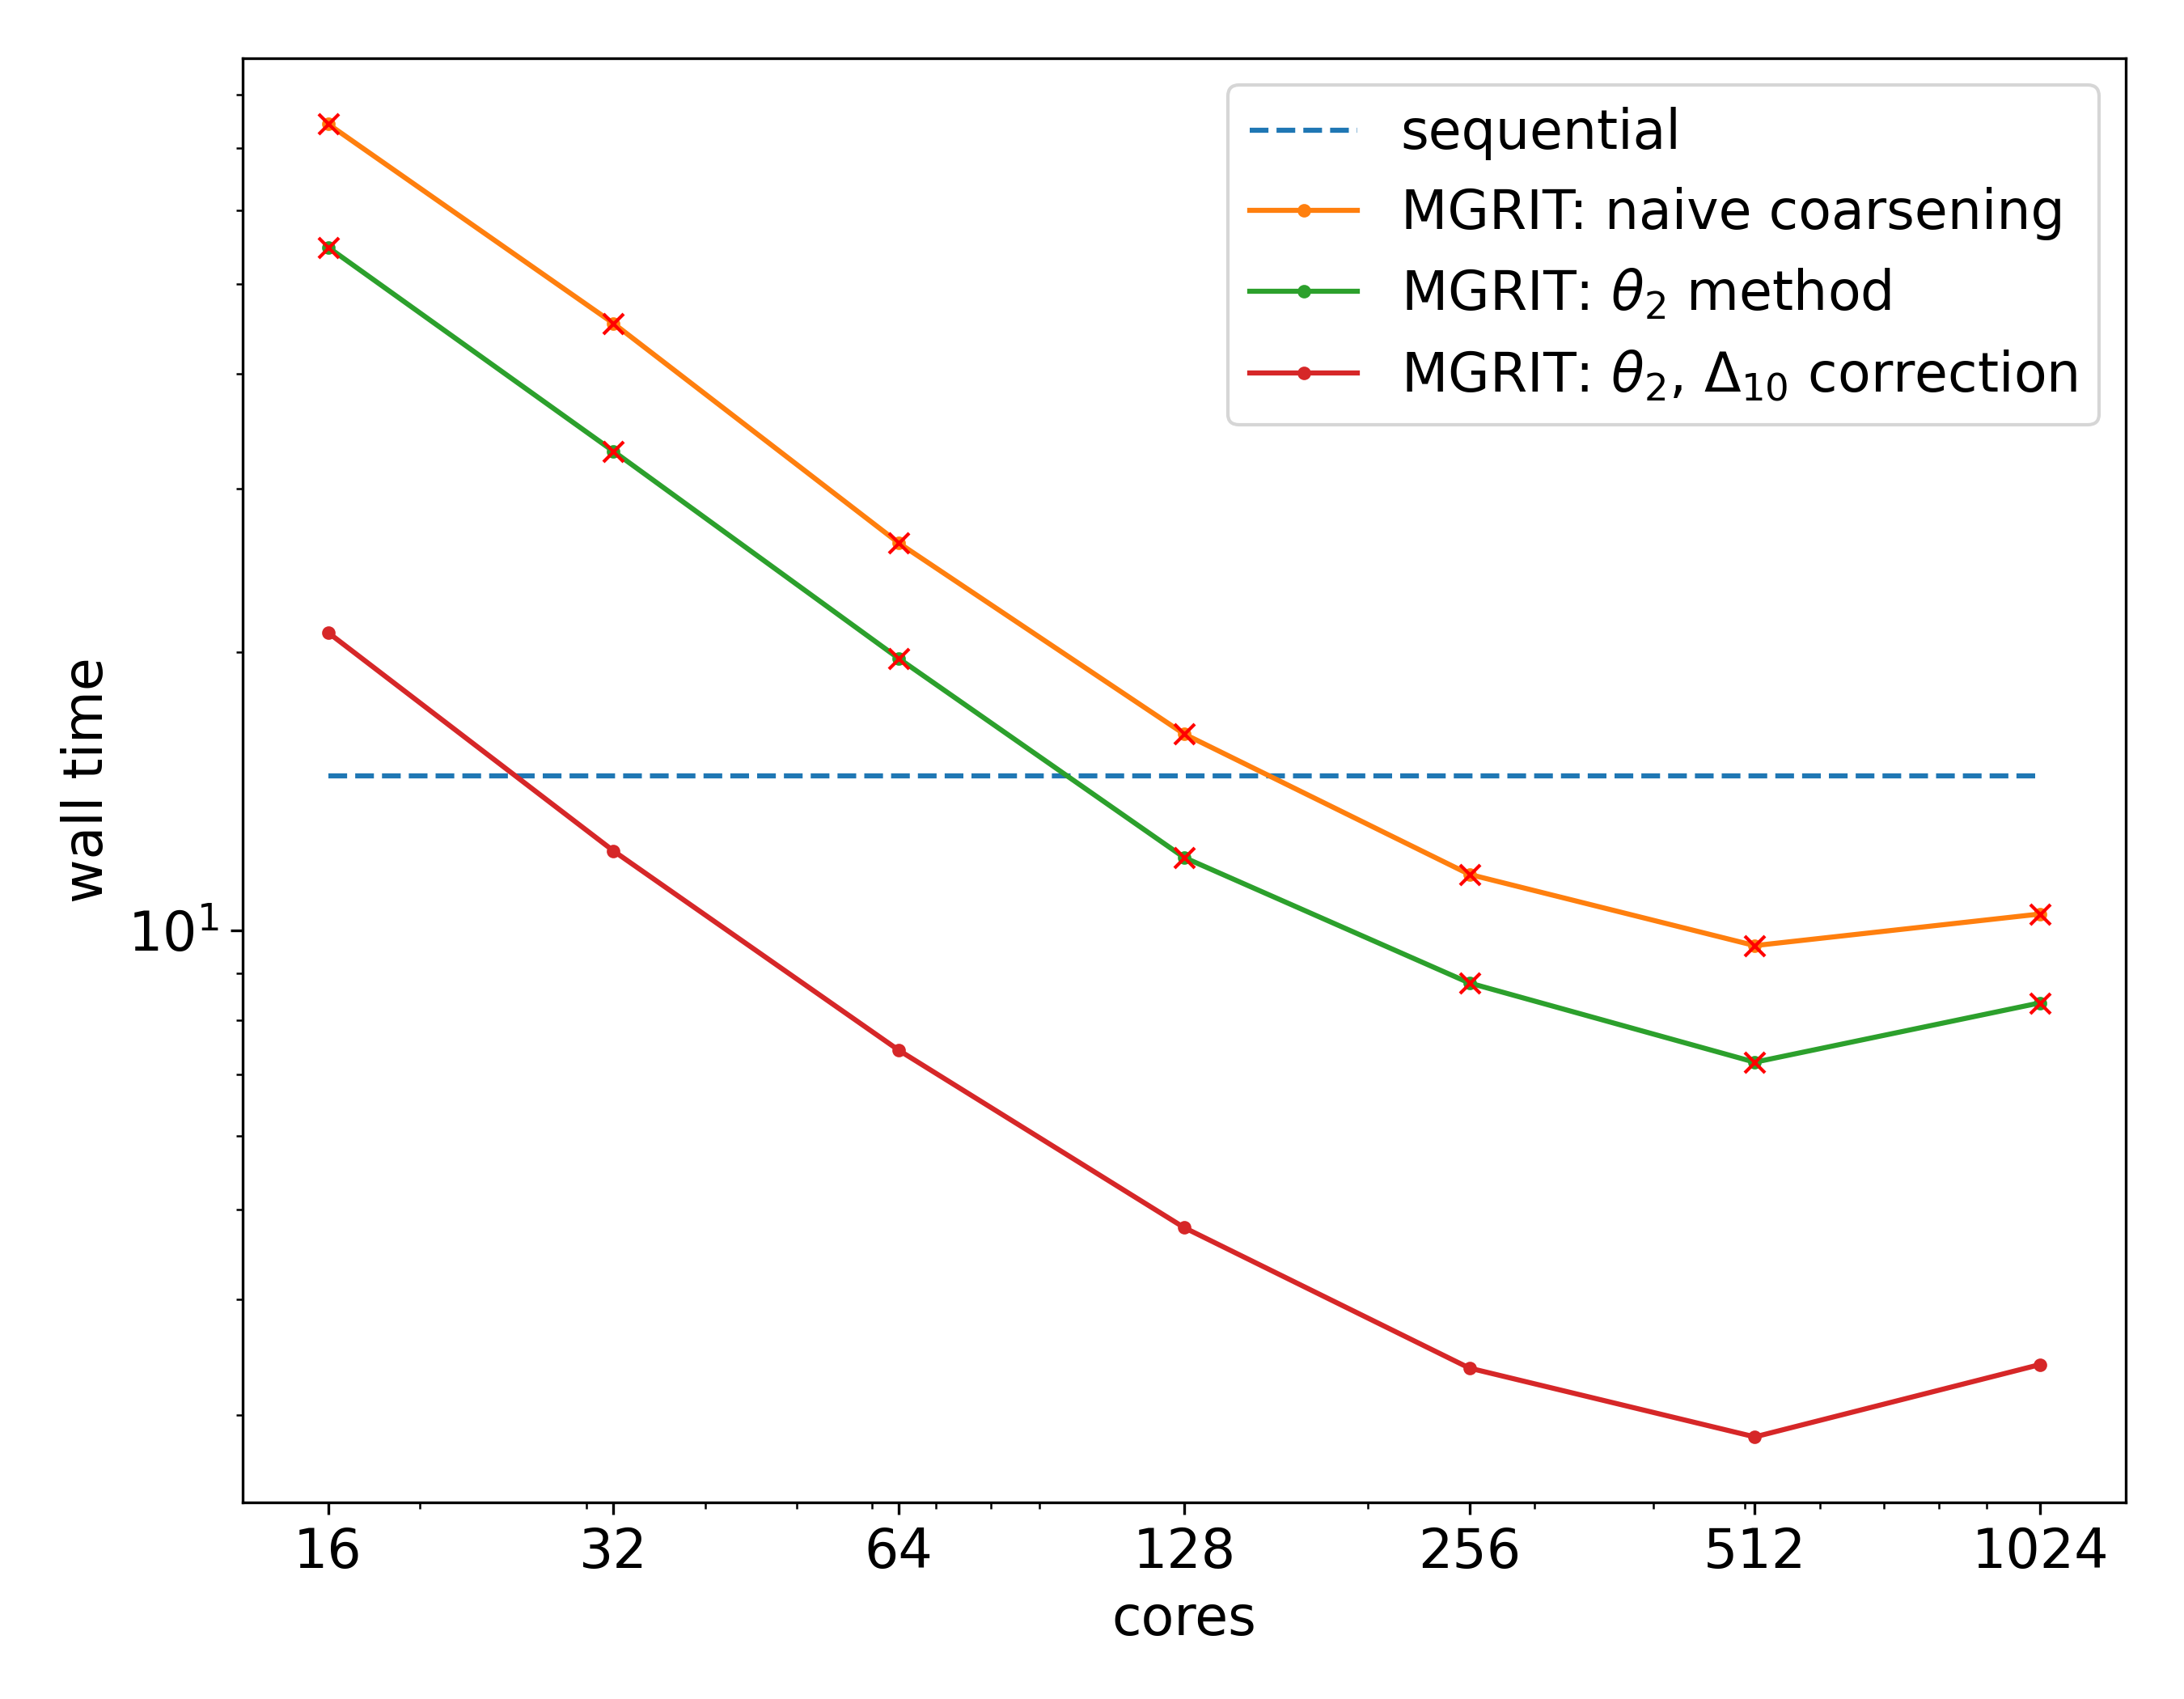 sequential
MGRIT: naive coarsening
MGRIT: θ₂ method
MGRIT: θ₂, Δ₁₀ correction
wall time
10¹
16 32 64 128 256 512 1024
cores